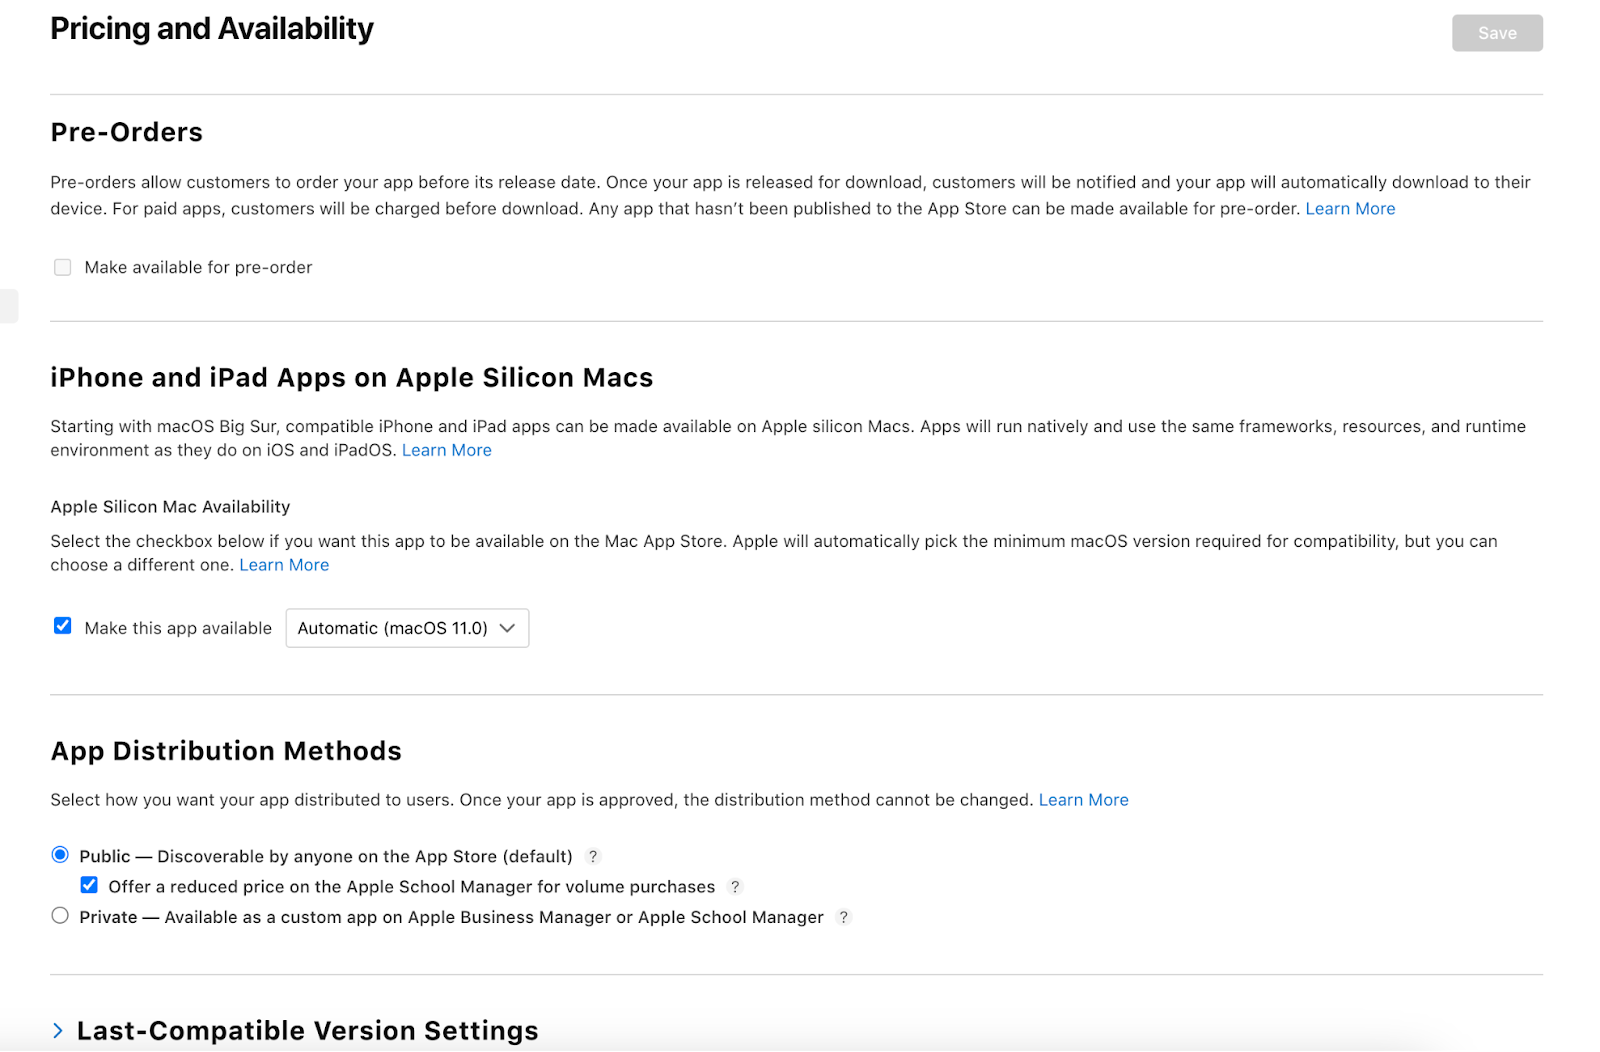 Pricing and Availability
Save
Pre-Orders
Pre-orders allow customers to order your app before its release date. Once your app is released for download, customers will be notified and your app will automatically download to their
device. For paid apps, customers will be charged before download. Any app that hasn’t been published to the App Store can be made available for pre-order. Learn More
Make available for pre-order
iPhone and iPad Apps on Apple Silicon Macs
Starting with macOS Big Sur, compatible iPhone and iPad apps can be made available on Apple silicon Macs. Apps will run natively and use the same frameworks, resources, and runtime
environment as they do on iOS and iPadOS. Learn More
Apple Silicon Mac Availability
Select the checkbox below if you want this app to be available on the Mac App Store. Apple will automatically pick the minimum macOS version required for compatibility, but you can
choose a different one. Learn More
Make this app available Automatic (macOS 11.0)
App Distribution Methods
Select how you want your app distributed to users. Once your app is approved, the distribution method cannot be changed. Learn More
Public — Discoverable by anyone on the App Store (default) ?
Offer a reduced price on the Apple School Manager for volume purchases ?
Private — Available as a custom app on Apple Business Manager or Apple School Manager ?
Last-Compatible Version Settings